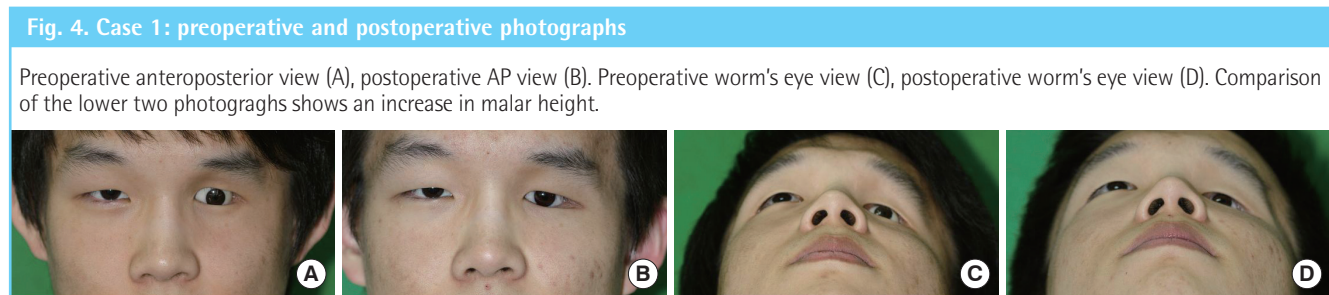 Fig. 4. Case 1: preoperative and postoperative photographs
Preoperative anteroposterior view (A), postoperative AP view (B). Preoperative worm's eye view (C), postoperative worm's eye view (D). Comparison
of the lower two photograghs shows an increase in malar height.
A B C D